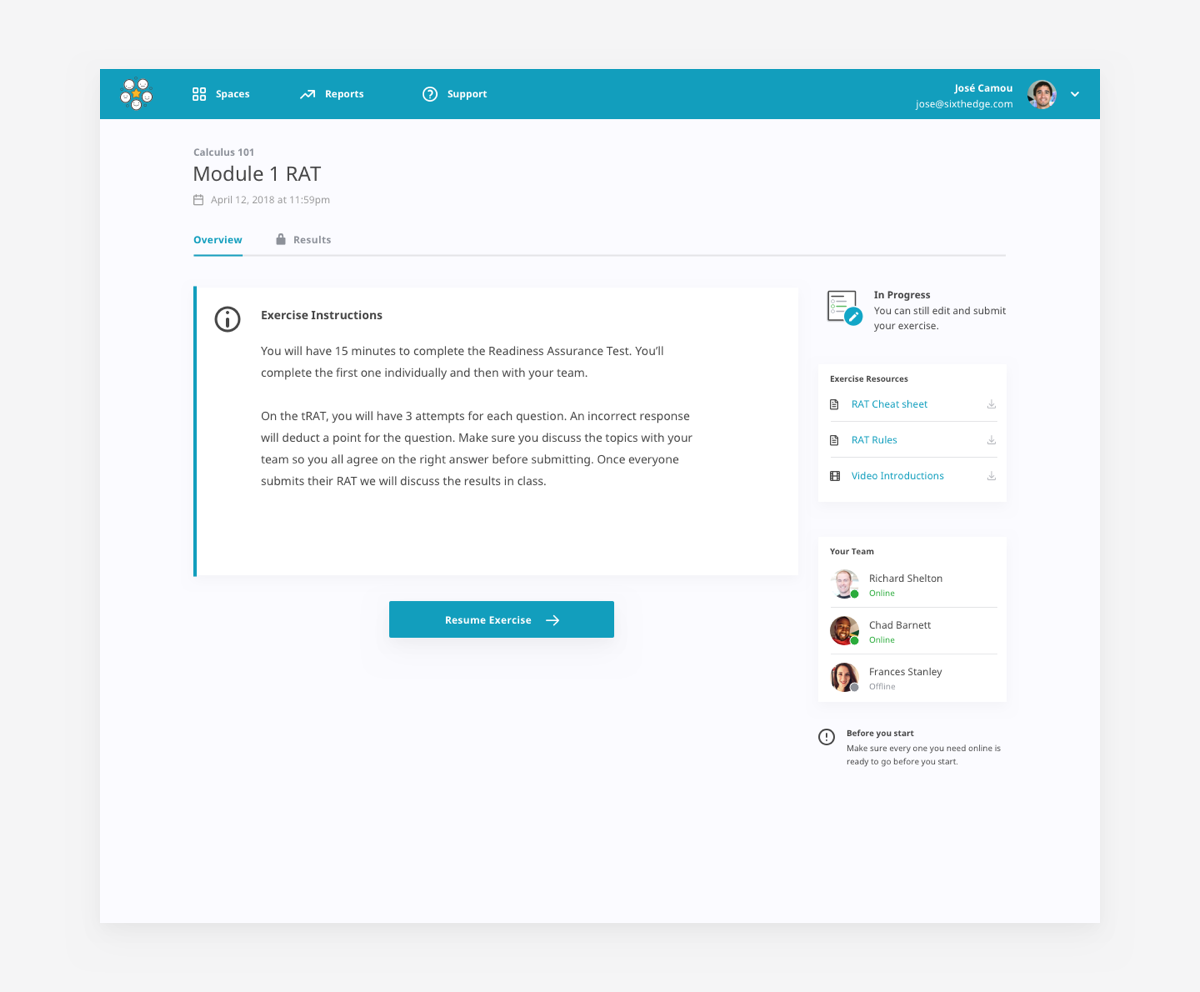 Spaces
Reports
Support
José Camou
jose@sixthedge.com
Calculus 101
Module 1 RAT
April 12, 2018 at 11:59pm
Overview
Results
Exercise Instructions
You will have 15 minutes to complete the Readiness Assurance Test. You’ll
complete the first one individually and then with your team.
On the tRAT, you will have 3 attempts for each question. An incorrect response
will deduct a point for the question. Make sure you discuss the topics with your
team so you all agree on the right answer before submitting. Once everyone
submits their RAT we will discuss the results in class.
Resume Exercise
In Progress
You can still edit and submit
your exercise.
Exercise Resources
RAT Cheat sheet
RAT Rules
Video Introductions
Your Team
Richard Shelton
Online
Chad Barnett
Online
Frances Stanley
Offline
Before you start
Make sure every one you need online is
ready to go before you start.